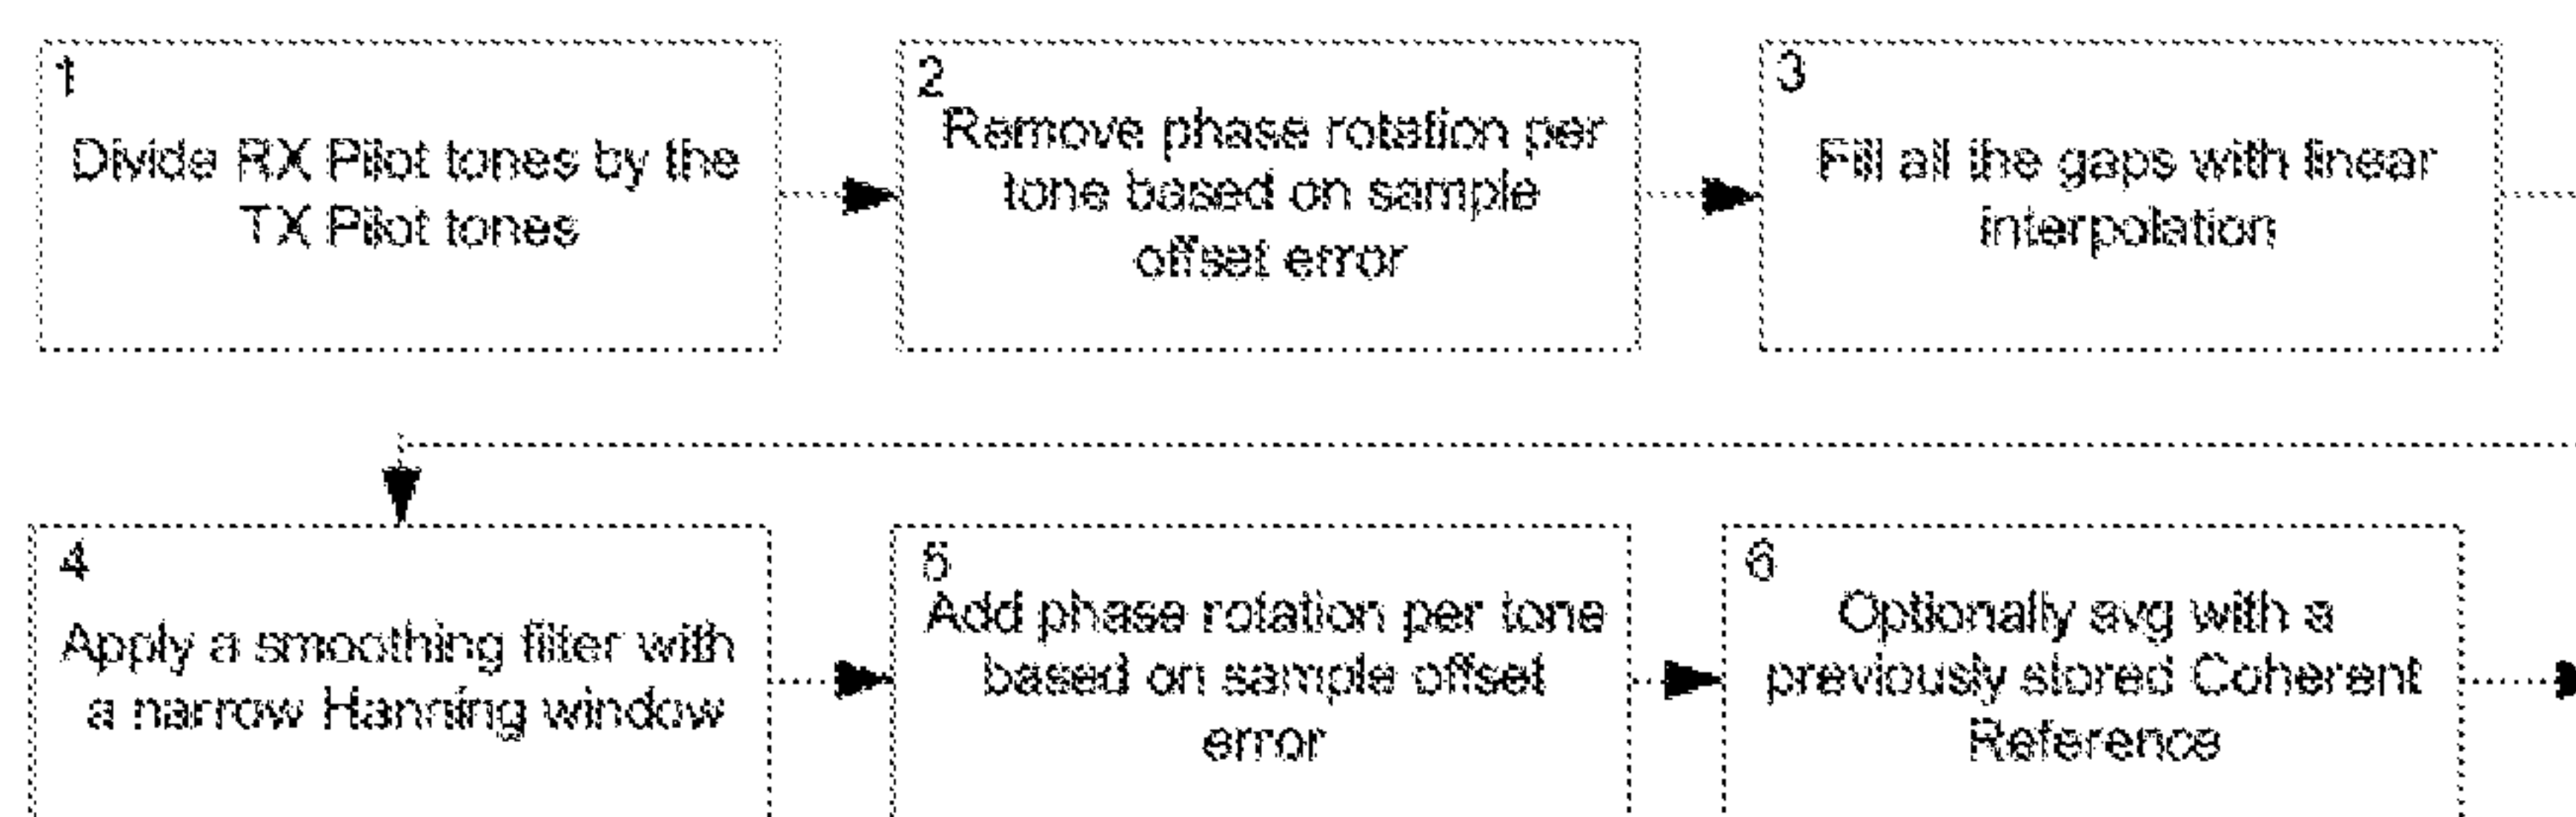 1
Divide RX Pilot tones by the
TX Pilot tones
2
Remove phase rotation per
tone based on sample
offset error
3
Fill all the gaps with linear
interpolation
4
Apply a smoothing filter with
a narrow Hanning window
5
Add phase rotation per tone
based on sample offset
error
6
Optionally avg with a
previously stored Coherent
Reference